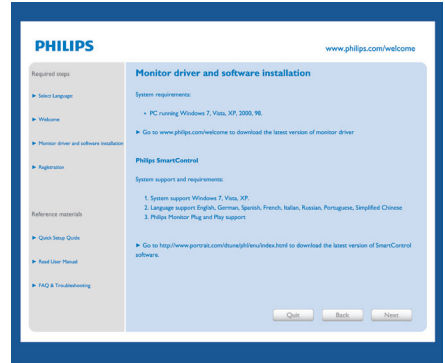 PHILIPS
www.philips.com/welcome
Required steps
Select Language
Welcome
Monitor driver and software installation
Registration
Reference materials
Quick Setup Guide
Read User Manual
FAQ & Troubleshooting
Monitor driver and software installation
System requirements:
• PC running Windows 7, Vista, XP, 2000, 98.
Go to www.philips.com/welcome to download the latest version of monitor driver
Philips SmartControl
System support and requirements:
1. System support Windows 7, Vista, XP.
2. Language support English, German, Spanish, French, Italian, Russian, Portuguese, Simplified Chinese
3. Philips Monitor Plug and Play support
Go to http://www.portrait.com/dtune/phl/enu/index.html to download the latest version of SmartControl
software.
Quit
Back
Next